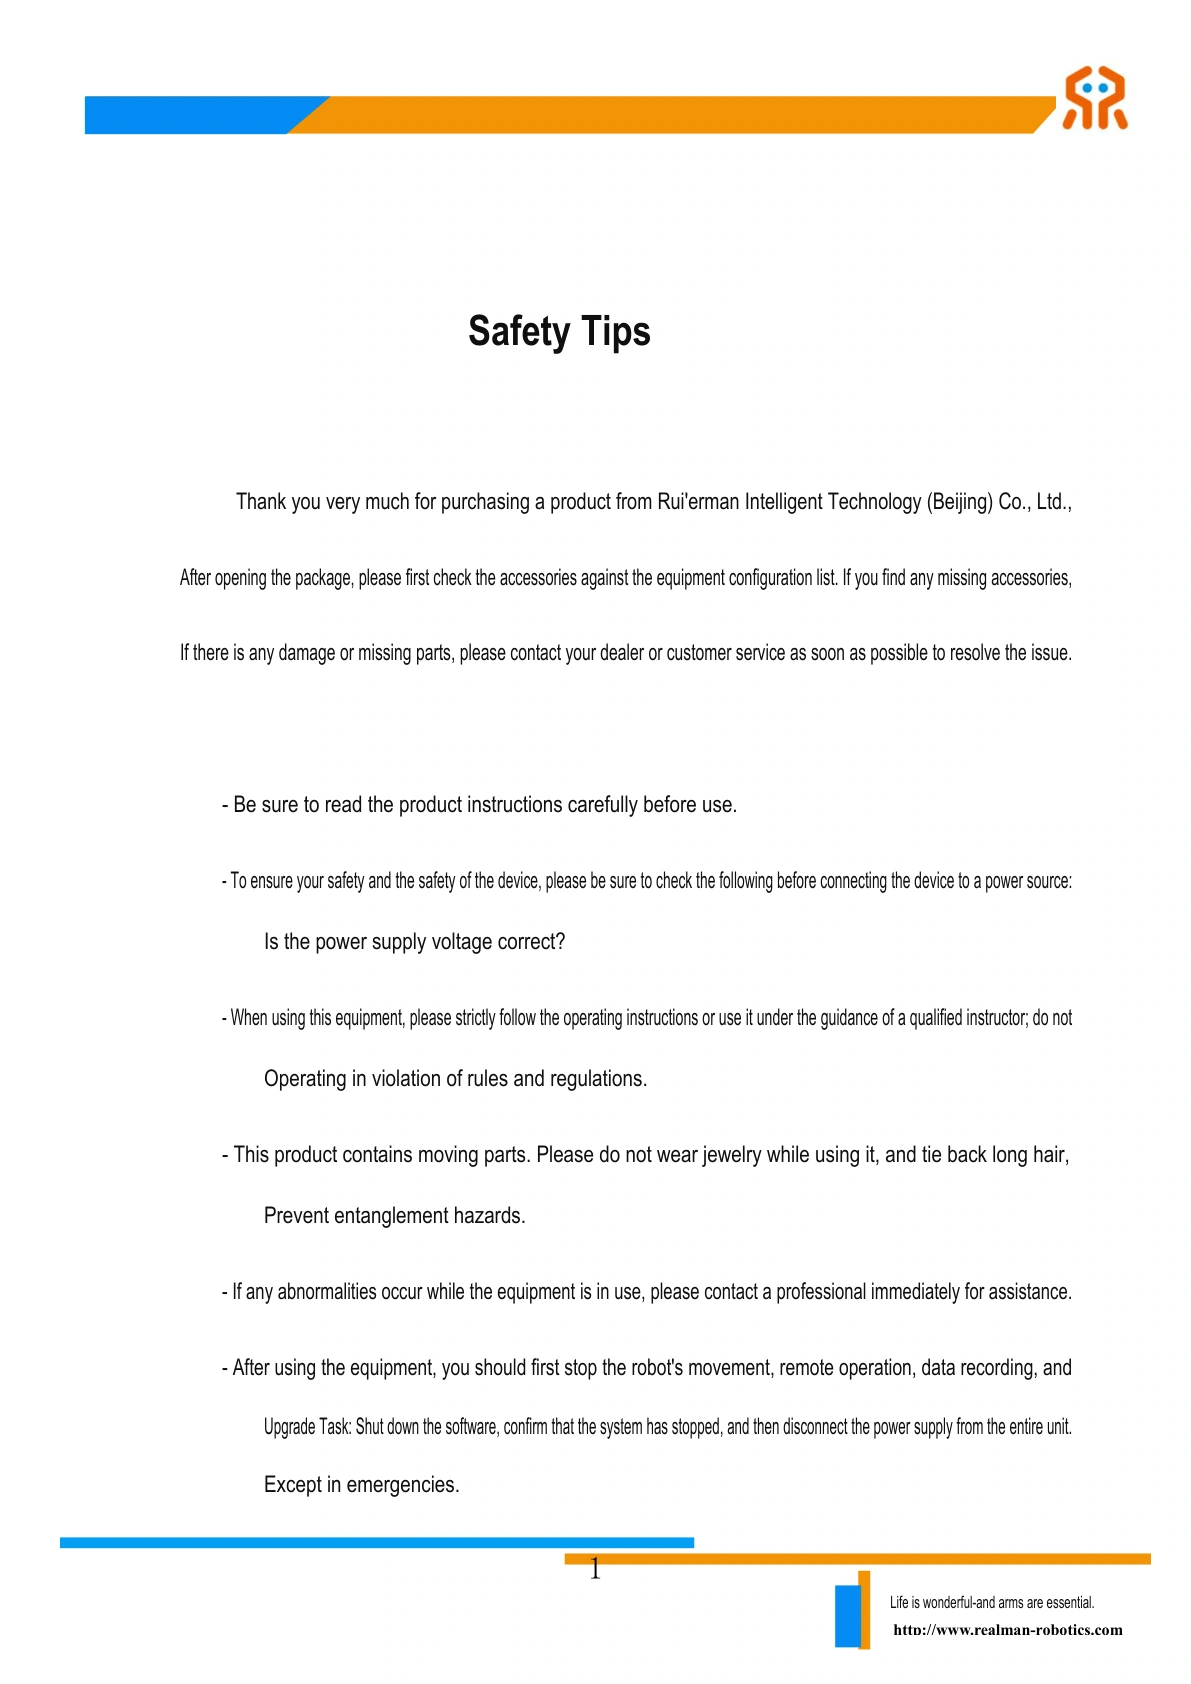 Safety Tips
Thank you very much for purchasing a product from Rui'erman Intelligent Technology (Beijing) Co., Ltd.,
After opening the package, please first check the accessories against the equipment configuration list. If you find any missing accessories,
If there is any damage or missing parts, please contact your dealer or customer service as soon as possible to resolve the issue.
- Be sure to read the product instructions carefully before use.
- To ensure your safety and the safety of the device, please be sure to check the following before connecting the device to a power source:
Is the power supply voltage correct?
- When using this equipment, please strictly follow the operating instructions or use it under the guidance of a qualified instructor; do not
Operating in violation of rules and regulations.
- This product contains moving parts. Please do not wear jewelry while using it, and tie back long hair,
Prevent entanglement hazards.
- If any abnormalities occur while the equipment is in use, please contact a professional immediately for assistance.
- After using the equipment, you should first stop the robot's movement, remote operation, data recording, and
Upgrade Task: Shut down the software, confirm that the system has stopped, and then disconnect the power supply from the entire unit.
Except in emergencies.
1
Life is wonderful-and arms are essential.
http://www.realman-robotics.com